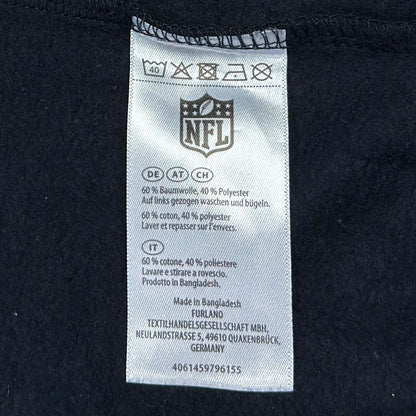 40
NFL
DE AT CH
60 % Baumwolle, 40 % Polyester
Auf links gezogen waschen und bügeln.
60 % coton, 40 % polyester
Laver et repasser sur l'envers.
IT
60 % cotone, 40 % poliestere
Lavare e stirare a rovescio.
Prodotto in Bangladesh.
Made in Bangladesh
FURLANO
TEXTILHANDELSGESELLSCHAFT MBH,
NEULANDSTRASSE 5, 49610 QUAKENBRÜCK,
GERMANY
4061459796155